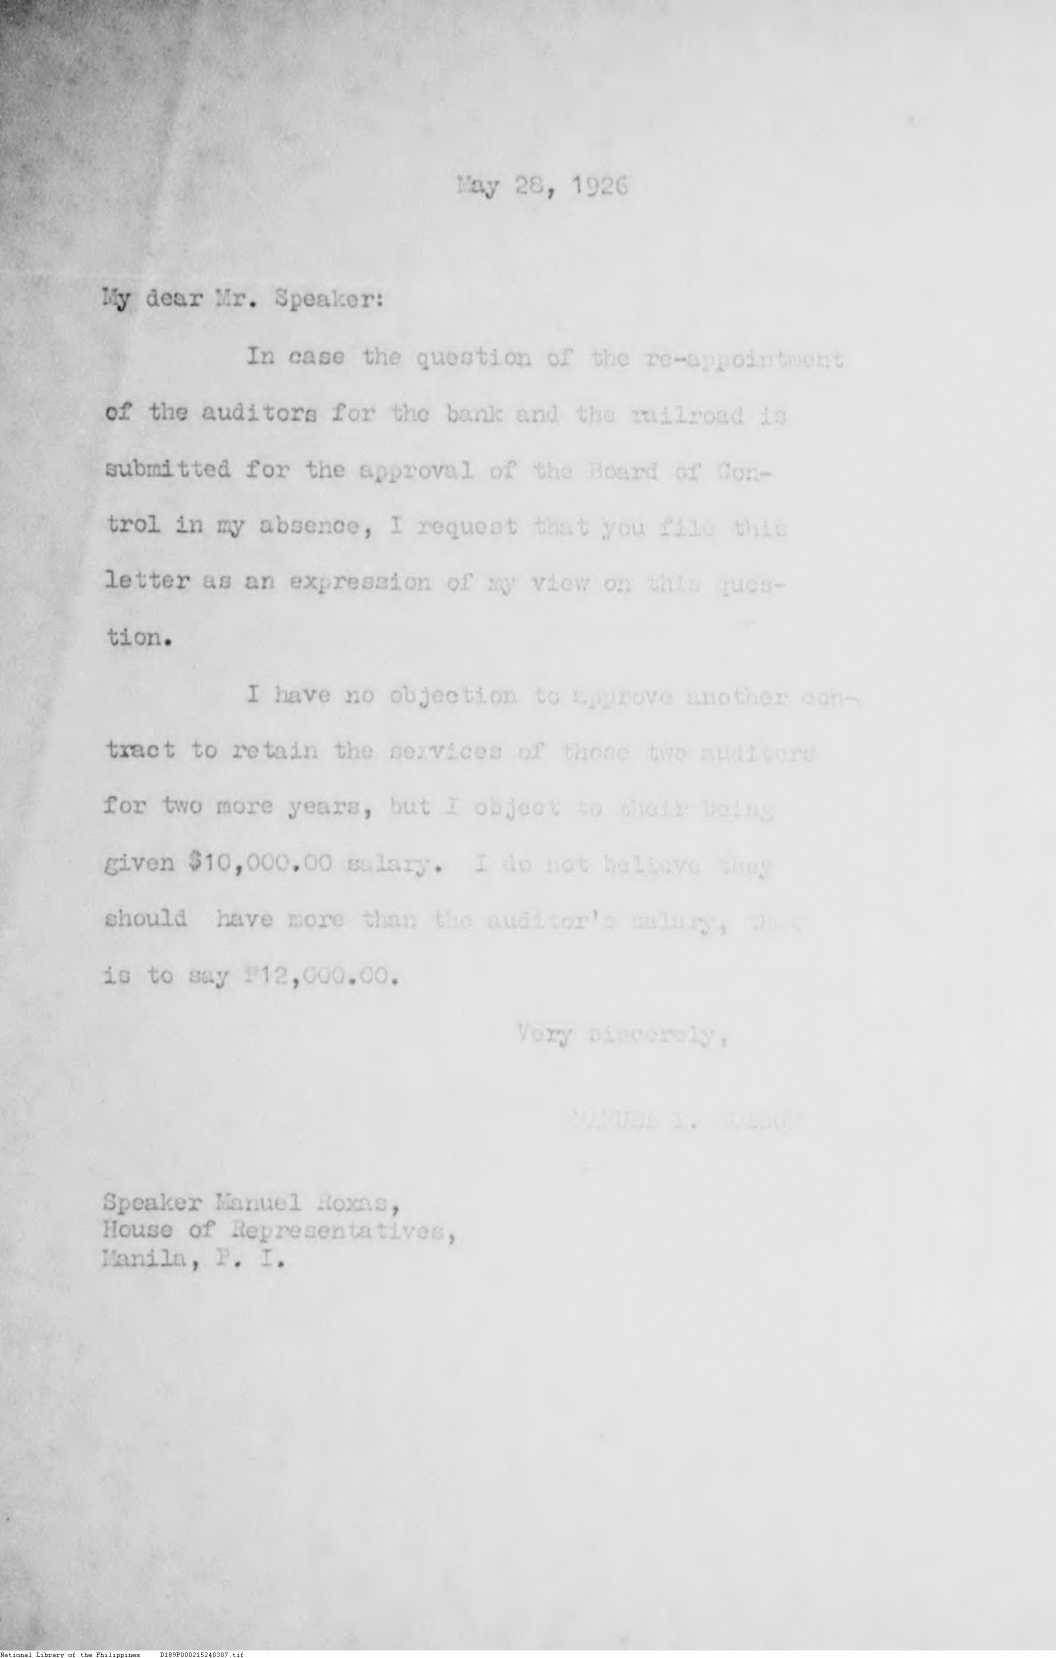 May 28, 1926
My dear Mr. Speaker:
In case the question of the re-appointment
of the auditors for the bank and the railroad is
submitted for the approval of the Board of Con-
trol in my absence, I request that you file this
letter as an expression of my view on this ques-
tion.
I have no objection to approve another con-
tract to retain the services of these two auditors
for two more years, but I object to their being
given $10,000.00 salary. I do not believe they
should have more than the auditor's salary, that
is to say ₱12,000.00.
Very sincerely,
MANUEL L. QUEZON
Speaker Manuel Roxas,
House of Representatives,
Manila, P. I.
National Library of the Philippines D189P000215240307.tif